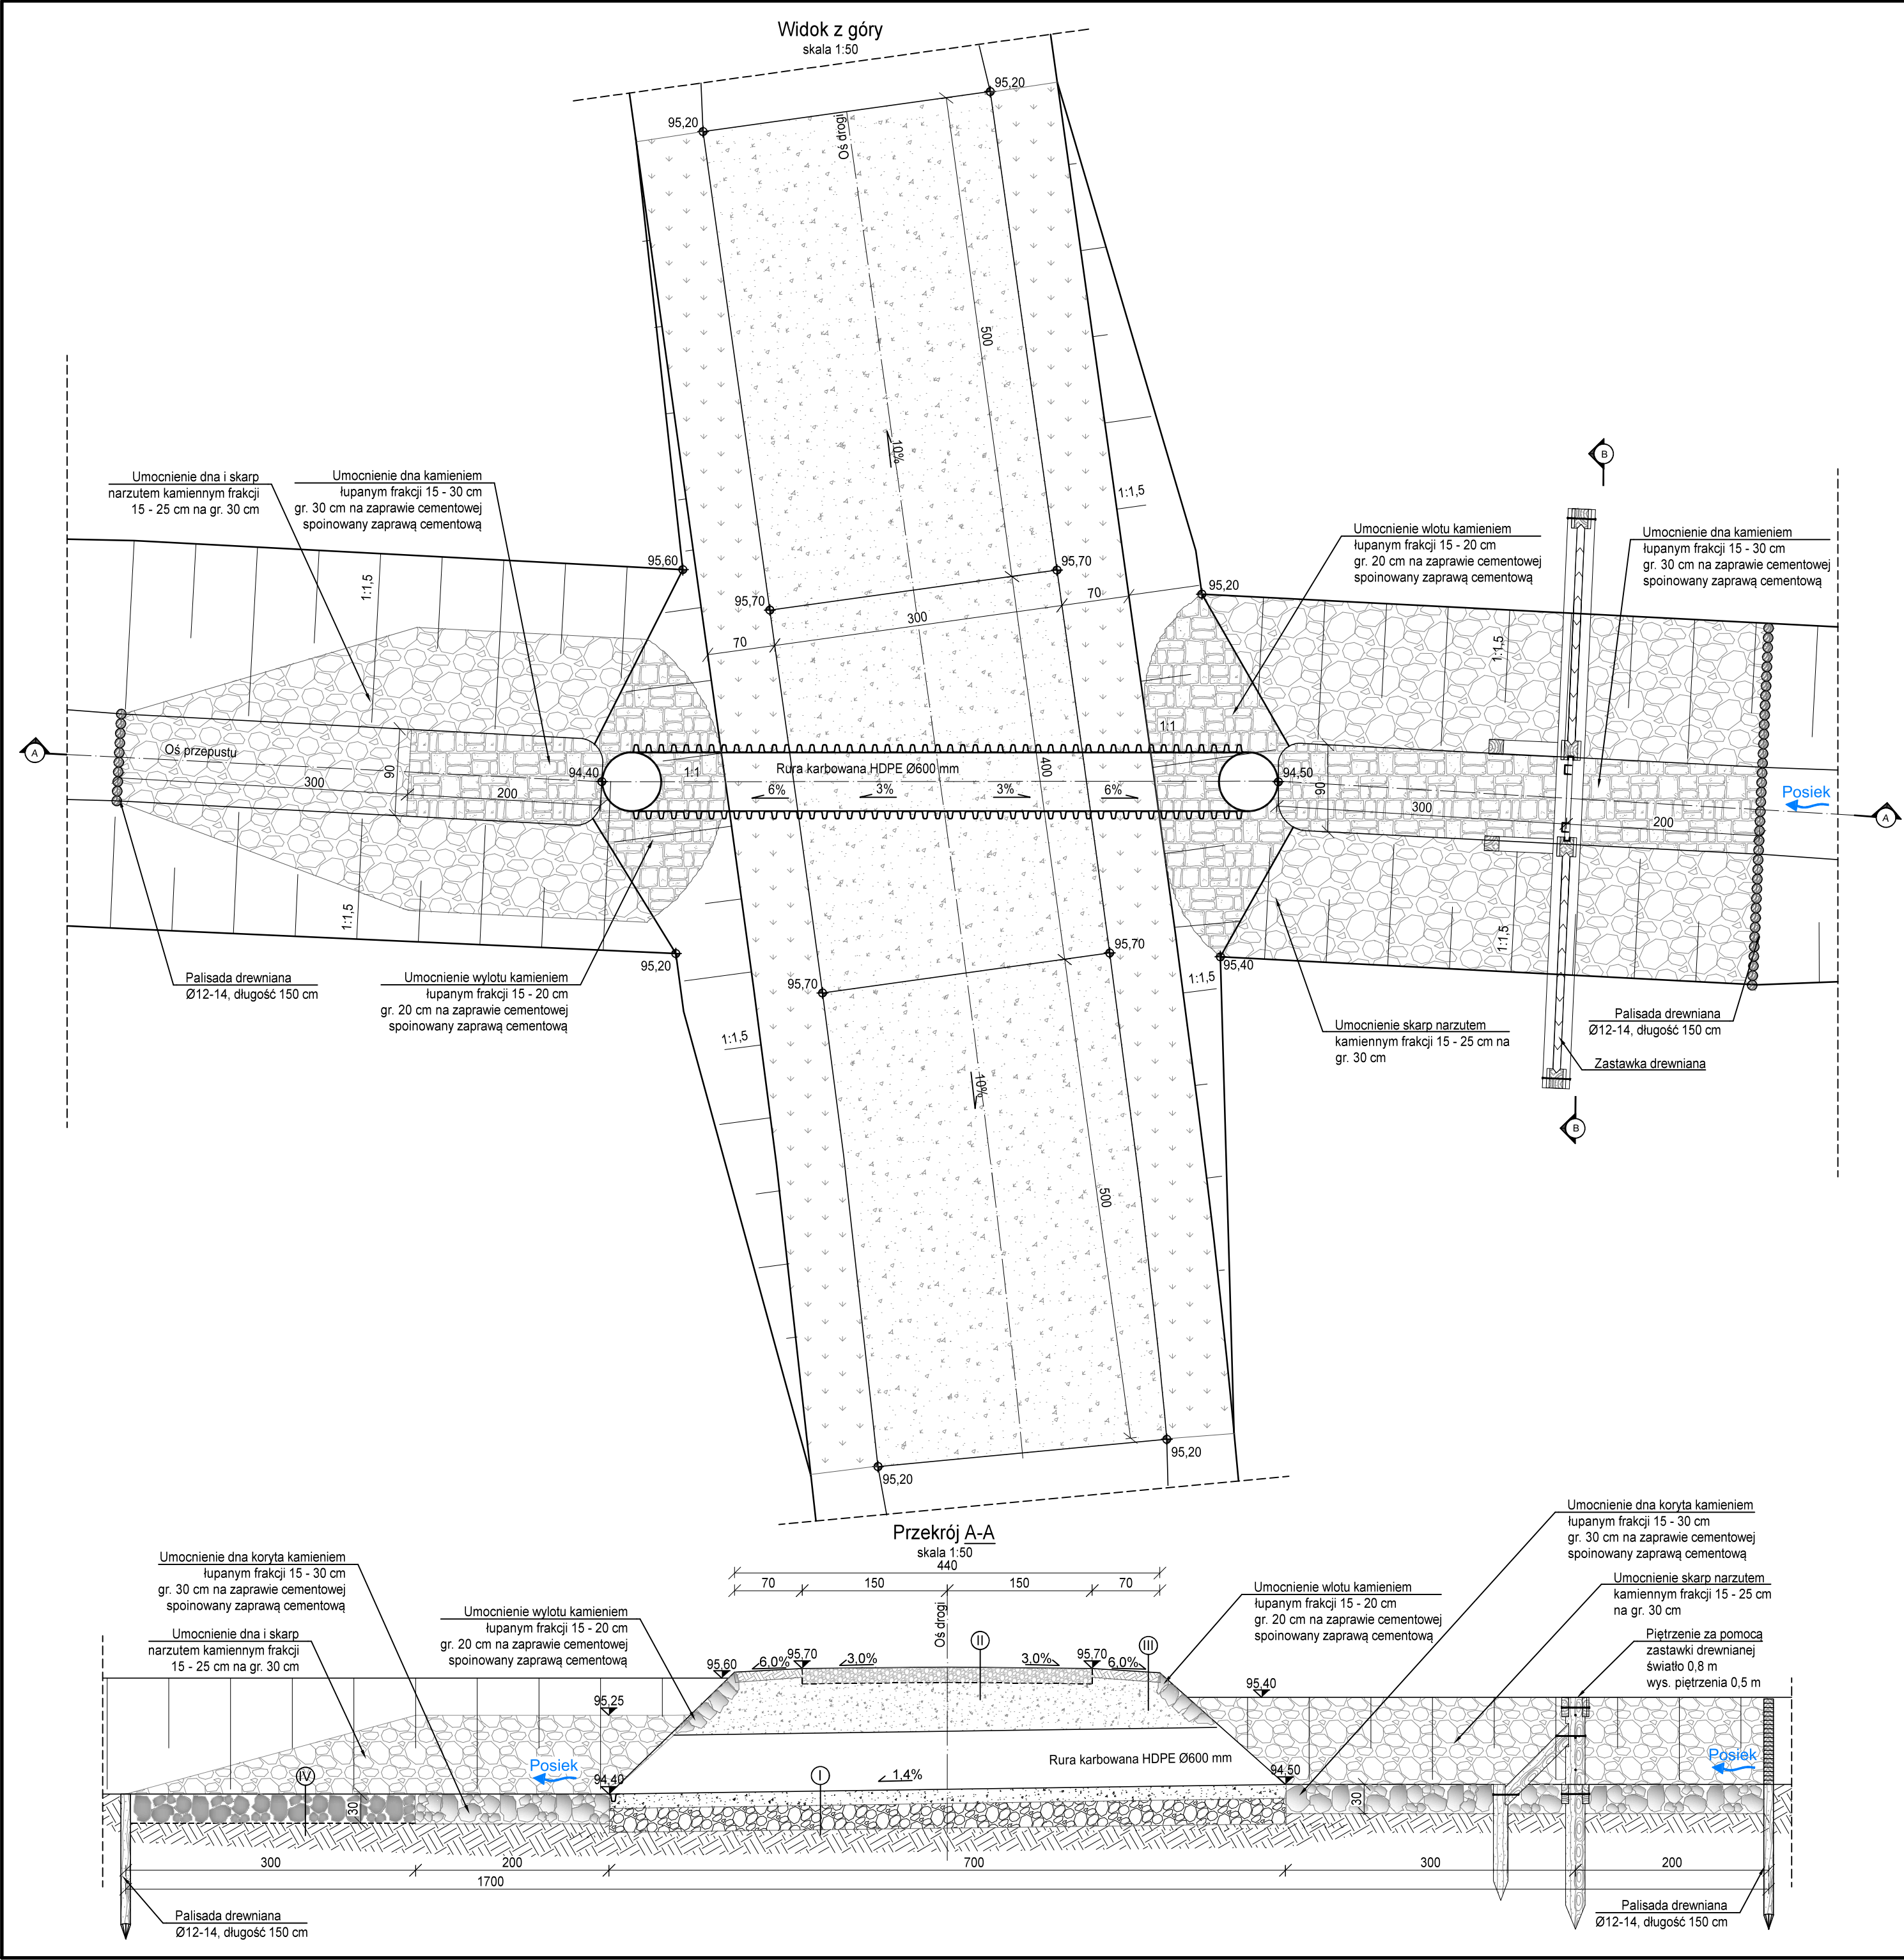 Widok z góry
skala 1:50
95,20
95,20
Oś drogi
500
10%
Umocnienie dna i skarp
narzutem kamiennym frakcji
15 - 25 cm na gr. 30 cm
Umocnienie dna kamieniem
łupanym frakcji 15 - 30 cm
gr. 30 cm na zaprawie cementowej
spoinowany zaprawą cementową
1:1,5
B
Umocnienie wlotu kamieniem
łupanym frakcji 15 - 20 cm
gr. 20 cm na zaprawie cementowej
spoinowany zaprawą cementową
Umocnienie dna kamieniem
łupanym frakcji 15 - 30 cm
gr. 30 cm na zaprawie cementowej
spoinowany zaprawą cementową
95,60
95,70
95,70
95,20
1:1,5
70
300
70
1:1,5
1:1
A
Oś przepustu
90
300
200
94,40
1:1
Rura karbowana HDPE Ø600 mm
400
6%
3%
3%
6%
94,50
90
300
200
Posiek
A
1:1,5
1:1,5
95,20
95,70
95,70
95,40
1:1,5
Palisada drewniana
Ø12-14, długość 150 cm
Umocnienie wylotu kamieniem
łupanym frakcji 15 - 20 cm
gr. 20 cm na zaprawie cementowej
spoinowany zaprawą cementową
1:1,5
Umocnienie skarp narzutem
kamiennym frakcji 15 - 25 cm na
gr. 30 cm
Palisada drewniana
Ø12-14, długość 150 cm
Zastawka drewniana
10%
B
500
95,20
95,20
Przekrój A-A
skala 1:50
440
70
150
150
70
Oś drogi
Umocnienie dna koryta kamieniem
łupanym frakcji 15 - 30 cm
gr. 30 cm na zaprawie cementowej
spoinowany zaprawą cementową
Umocnienie dna i skarp
narzutem kamiennym frakcji
15 - 25 cm na gr. 30 cm
Umocnienie wylotu kamieniem
łupanym frakcji 15 - 20 cm
gr. 20 cm na zaprawie cementowej
spoinowany zaprawą cementową
Umocnienie wlotu kamieniem
łupanym frakcji 15 - 20 cm
gr. 20 cm na zaprawie cementowej
spoinowany zaprawą cementową
Umocnienie dna koryta kamieniem
łupanym frakcji 15 - 30 cm
gr. 30 cm na zaprawie cementowej
spoinowany zaprawą cementową
Umocnienie skarp narzutem
kamiennym frakcji 15 - 25 cm
na gr. 30 cm
Piętrzenie za pomocą
zastawki drewnianej
światło 0,8 m
wys. piętrzenia 0,5 m
95,60
6,0%
95,70
3,0%
II
3,0%
95,70
6,0%
III
95,40
95,25
Posiek
Rura karbowana HDPE Ø600 mm
Posiek
IV
30
94,40
I
1,4%
94,50
30
300
200
700
300
200
1700
Palisada drewniana
Ø12-14, długość 150 cm
Palisada drewniana
Ø12-14, długość 150 cm